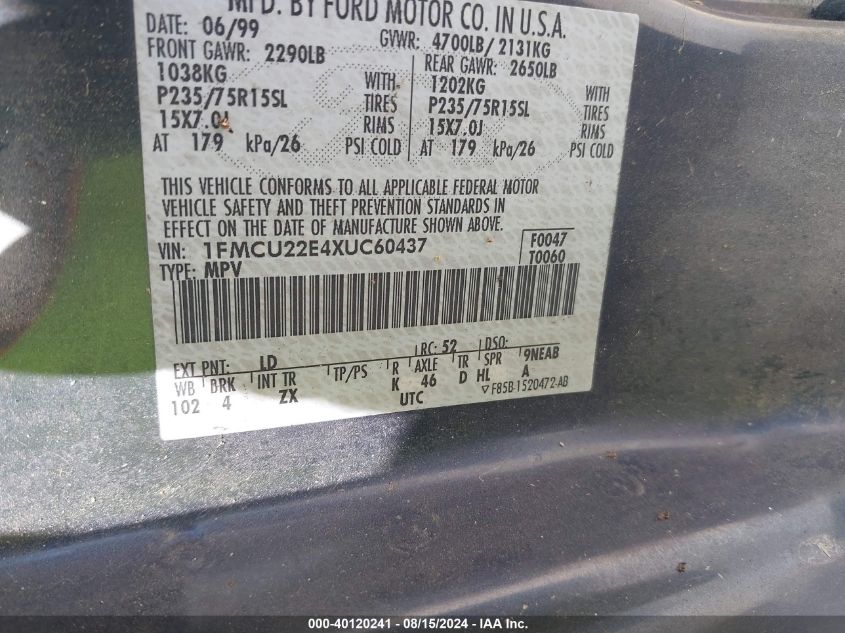 MFD. BY FORD MOTOR CO. IN U.S.A.
DATE: 06/99 GVWR: 4700LB/ 2131KG
FRONT GAWR: 2290LB REAR GAWR: 2650LB
1038KG WITH 1202KG WITH
P235/75R15SL TIRES P235/75R15SL TIRES
15X7.0J RIMS 15X7.0J RIMS
AT 179 kPa/26 PSI COLD AT 179 kPa/26 PSI COLD
THIS VEHICLE CONFORMS TO ALL APPLICABLE FEDERAL MOTOR
VEHICLE SAFETY AND THEFT PREVENTION STANDARDS IN
EFFECT ON THE DATE OF MANUFACTURE SHOWN ABOVE.
VIN: 1FMCU22E4XUC60437 F0047
TYPE: MPV T0060
EXT PNT: LD RC: 52 DSO:
WB BRK INT TR TP/PS R AXLE TR SPR 9NEAB
102 4 ZX K 46 D HL A
UTC F85B-1520472-AB
000-40120241 - 08/15/2024 - IAAI.com